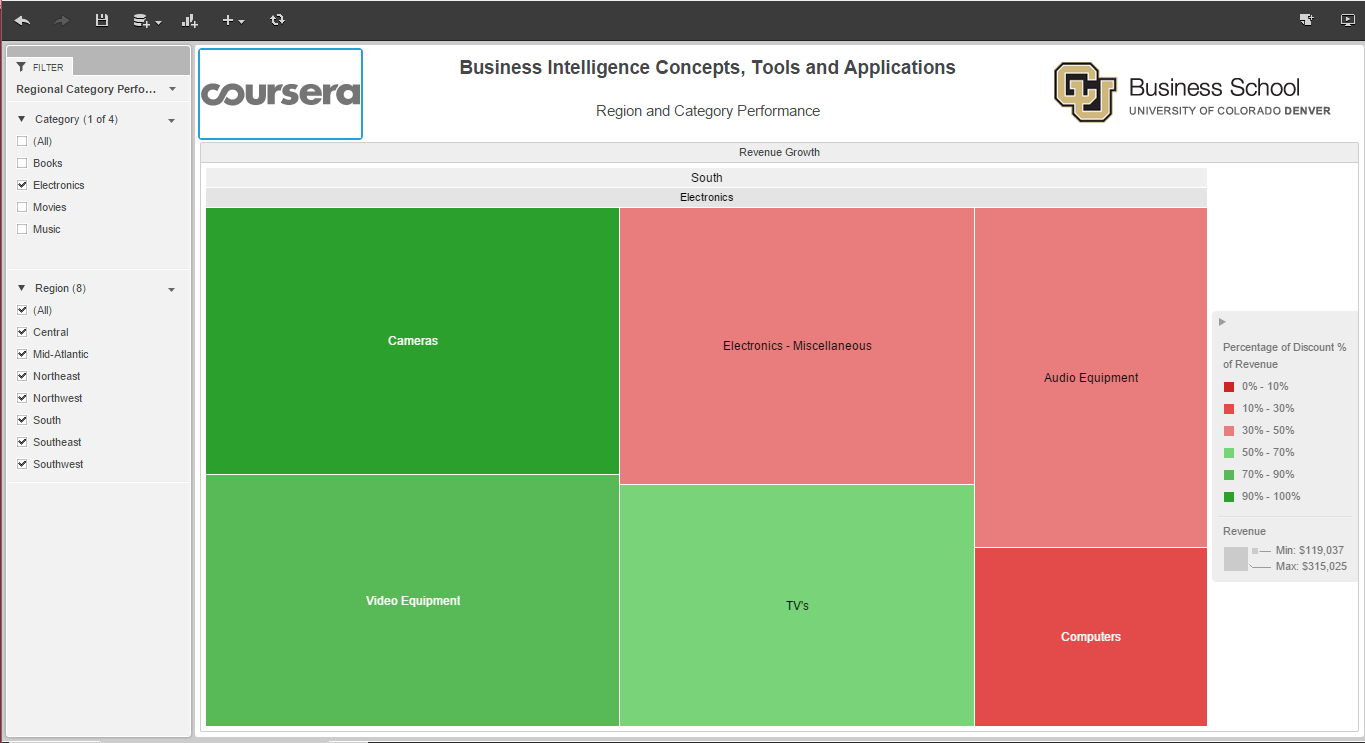 FILTER
Regional Category Perfo...
Category (1 of 4)
(All)
Books
Electronics
Movies
Music
Region (8)
(All)
Central
Mid-Atlantic
Northeast
Northwest
South
Southeast
Southwest
coursera
Business Intelligence Concepts, Tools and Applications
Region and Category Performance
CU
Business School
UNIVERSITY OF COLORADO DENVER
Revenue Growth
South
Electronics
Cameras
Electronics - Miscellaneous
Audio Equipment
Video Equipment
TV's
Computers
Percentage of Discount %
of Revenue
0% - 10%
10% - 30%
30% - 50%
50% - 70%
70% - 90%
90% - 100%
Revenue
Min: $119,037
Max: $315,025